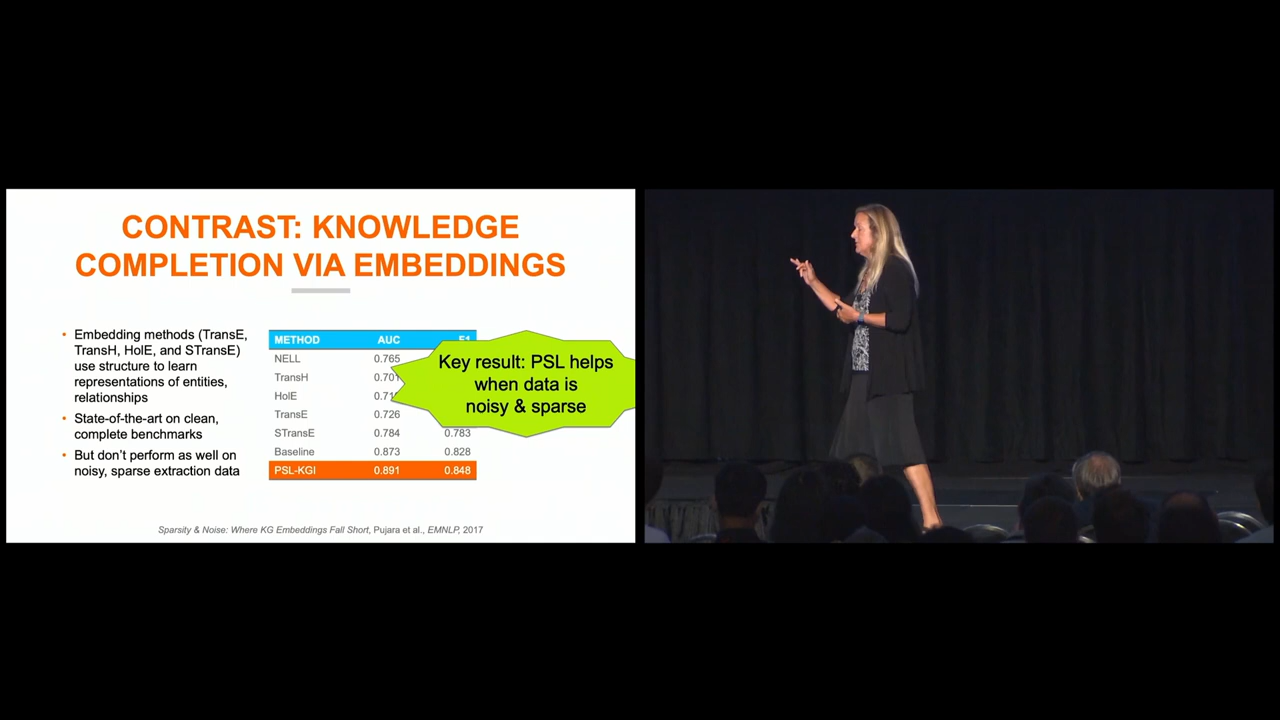 CONTRAST: KNOWLEDGE
COMPLETION VIA EMBEDDINGS
• Embedding methods (TransE,
TransH, HolE, and STransE)
use structure to learn
representations of entities,
relationships
• State-of-the-art on clean,
complete benchmarks
• But don't perform as well on
noisy, sparse extraction data
METHOD AUC F1
NELL 0.765
TransH 0.701
HolE
TransE 0.726
STransE 0.784 0.783
Baseline 0.873 0.828
PSL-KGI 0.891 0.848
Key result: PSL helps
when data is
noisy & sparse
Sparsity & Noise: Where KG Embeddings Fall Short, Pujara et al., EMNLP, 2017